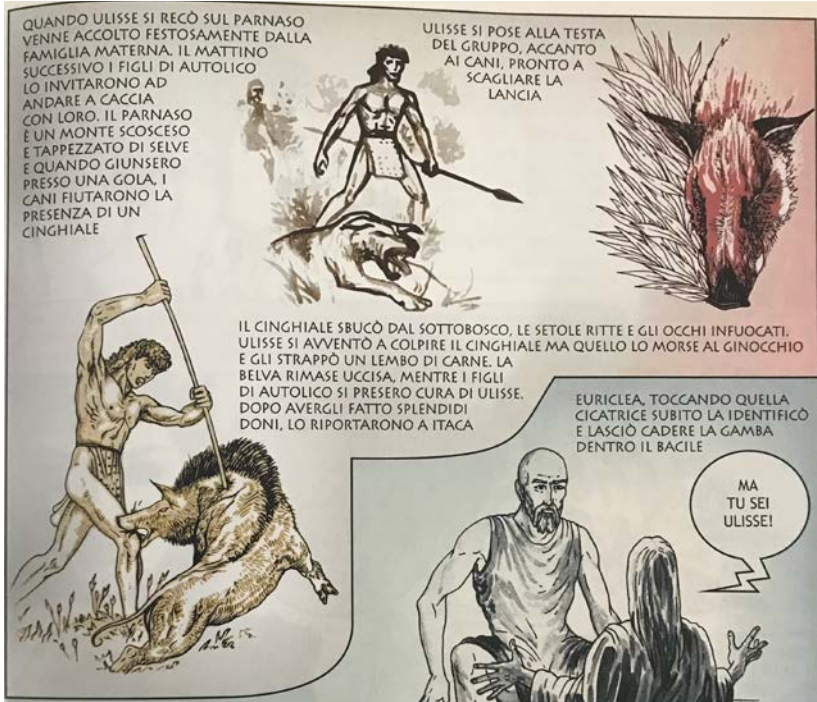 QUANDO ULISSE SI RECÒ SUL PARNASO
VENNE ACCOLTO FESTOSAMENTE DALLA
FAMIGLIA MATERNA. IL MATTINO
SUCCESSIVO I FIGLI DI AUTOLICO
LO INVITARONO AD
ANDARE A CACCIA
CON LORO. IL PARNASO
È UN MONTE SCOSCESO
E TAPPEZZATO DI SELVE
E QUANDO GIUNSERO
PRESSO UNA GOLA, I
CANI FIUTARONO LA
PRESENZA DI UN
CINGHIALE
ULISSE SI POSE ALLA TESTA
DEL GRUPPO, ACCANTO
AI CANI, PRONTO A
SCAGLIARE LA
LANCIA
IL CINGHIALE SBUCÒ DAL SOTTOBOSCO, LE SETOLE RITTE E GLI OCCHI INFUOCATI.
ULISSE SI AVVENTÒ A COLPIRE IL CINGHIALE MA QUELLO LO MORSE AL GINOCCHIO
E GLI STRAPPÒ UN LEMBO DI CARNE. LA
BELVA RIMASE UCCISA, MENTRE I FIGLI
DI AUTOLICO SI PRESERO CURA DI ULISSE.
DOPO AVERGLI FATTO SPLENDIDI
DONI, LO RIPORTARONO A ITACA
EURICLEA, TOCCANDO QUELLA
CICATRICE SUBITO LA IDENTIFICÒ
E LASCIÒ CADERE LA GAMBA
DENTRO IL BACILE
MA
TU SEI
ULISSE!